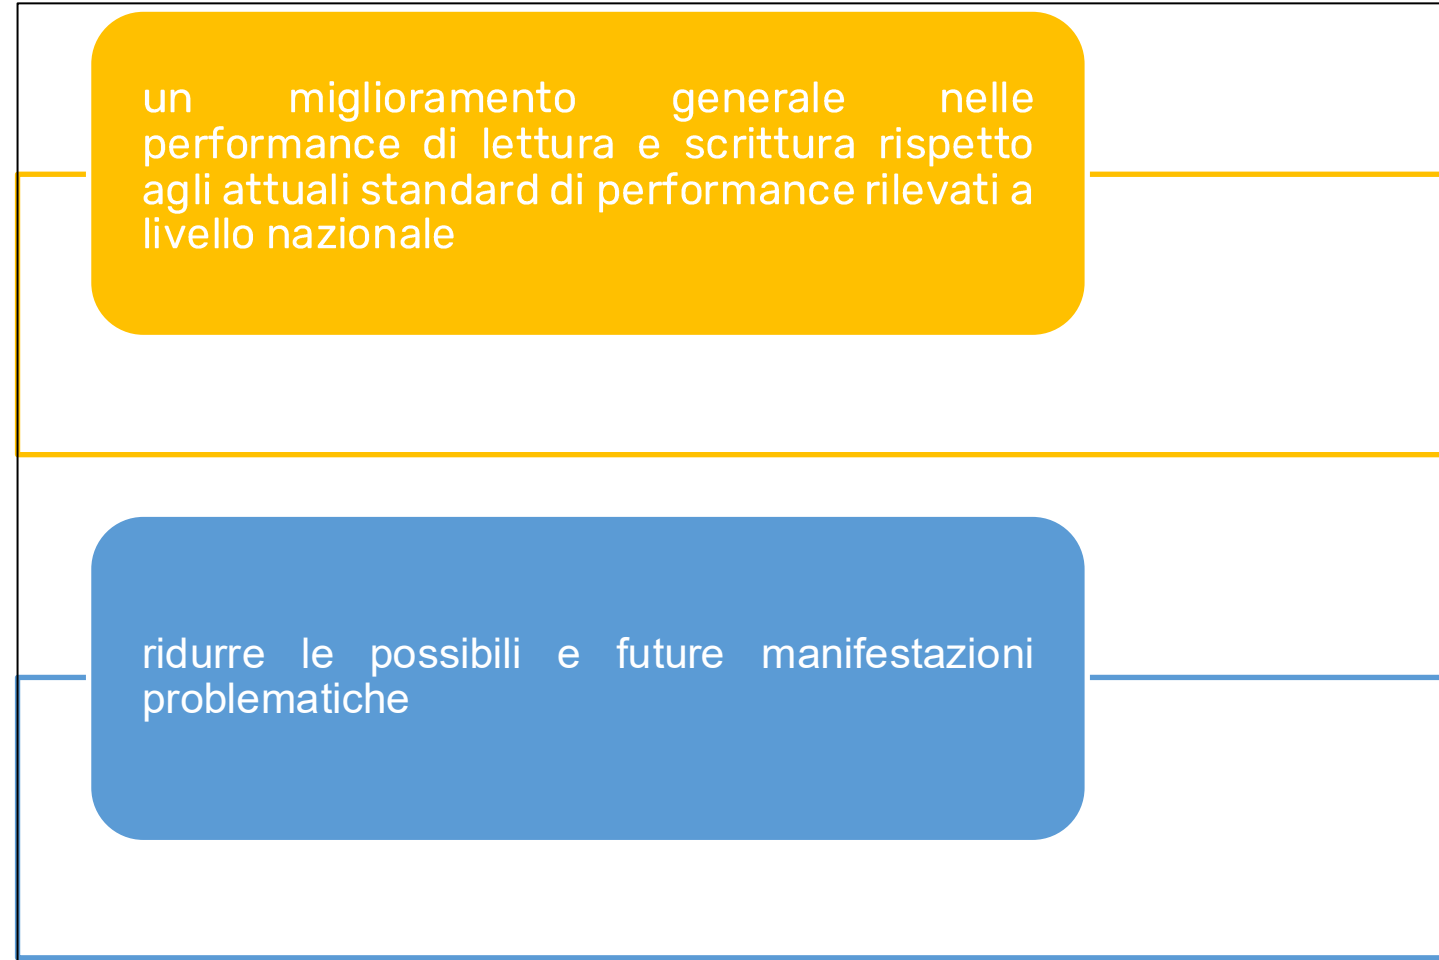 un miglioramento generale nelle
performance di lettura e scrittura rispetto
agli attuali standard di performance rilevati a
livello nazionale
ridurre le possibili e future manifestazioni
problematiche